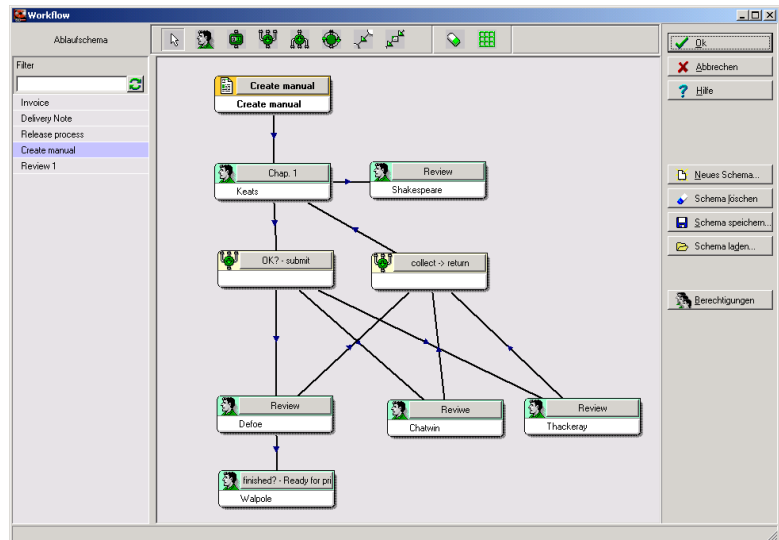 Workflow
Ablaufschema
Filter
Invoice
Delivery Note
Release process
Create manual
Review 1
Create manual
Create manual
Chap. 1
Keats
Review
Shakespeare
OK? - submit
collect -> return
Review
Defoe
Reviwe
Chatwin
Review
Thackeray
finished? - Ready for pri
Walpole
Ok
Abbrechen
Hilfe
Neues Schema...
Schema löschen
Schema speichern...
Schema laden...
Berechtigungen